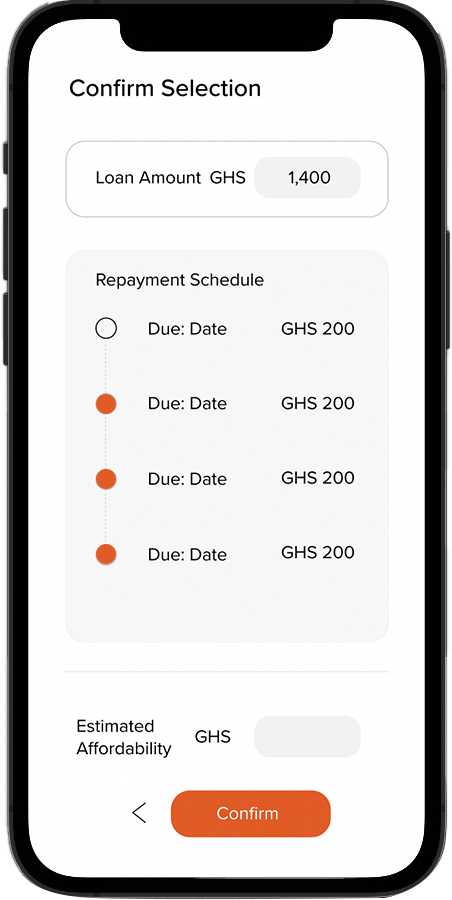 Confirm Selection
Loan Amount GHS 1,400
Repayment Schedule
Due: Date GHS 200
Due: Date GHS 200
Due: Date GHS 200
Due: Date GHS 200
Estimated
Affordability GHS
Confirm